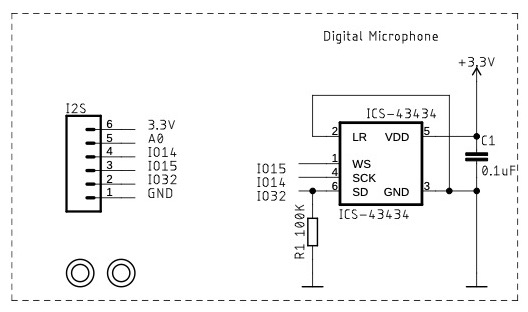 Digital Microphone
+3.3V
I2S
6 3.3V
5 A0
4 IO14
3 IO15
2 IO32
1 GND
ICS-43434
2 LR VDD 5
C1
0.1uF
IO15 1 WS
IO14 4 SCK
IO32 6 SD GND 3
ICS-43434
R1 100K